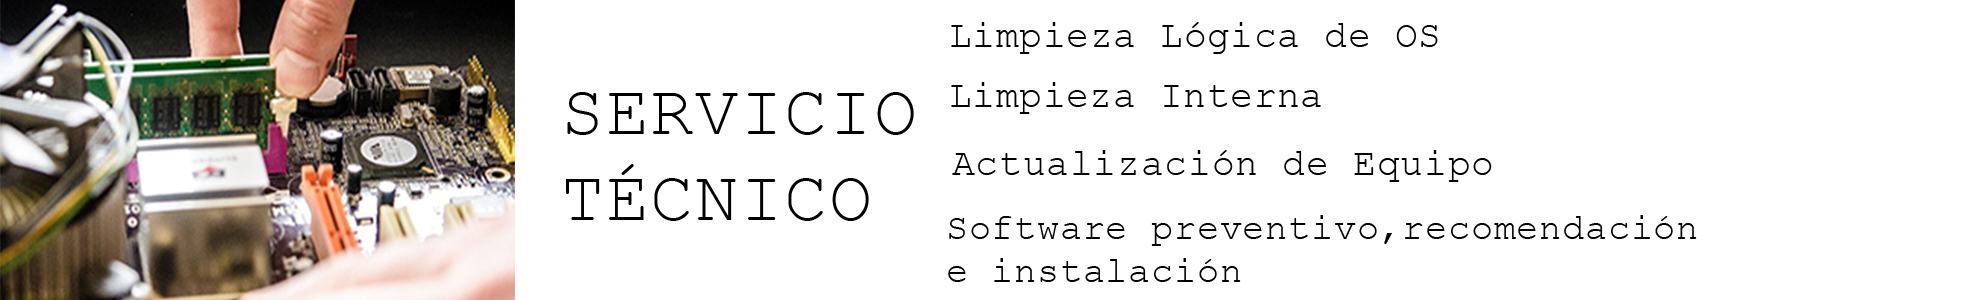 SERVICIO
TÉCNICO
Limpieza Lógica de OS
Limpieza Interna
Actualización de Equipo
Software preventivo,recomendación
e instalación